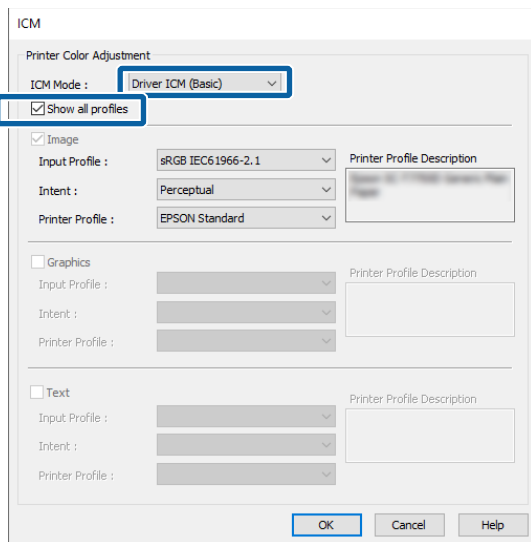 ICM
Printer Color Adjustment
ICM Mode : Driver ICM (Basic)
Show all profiles
Image
Input Profile : sRGB IEC61966-2.1 Printer Profile Description
Intent : Perceptual
Printer Profile : EPSON Standard
Graphics
Input Profile : Printer Profile Description
Intent :
Printer Profile :
Text
Input Profile : Printer Profile Description
Intent :
Printer Profile :
OK Cancel Help